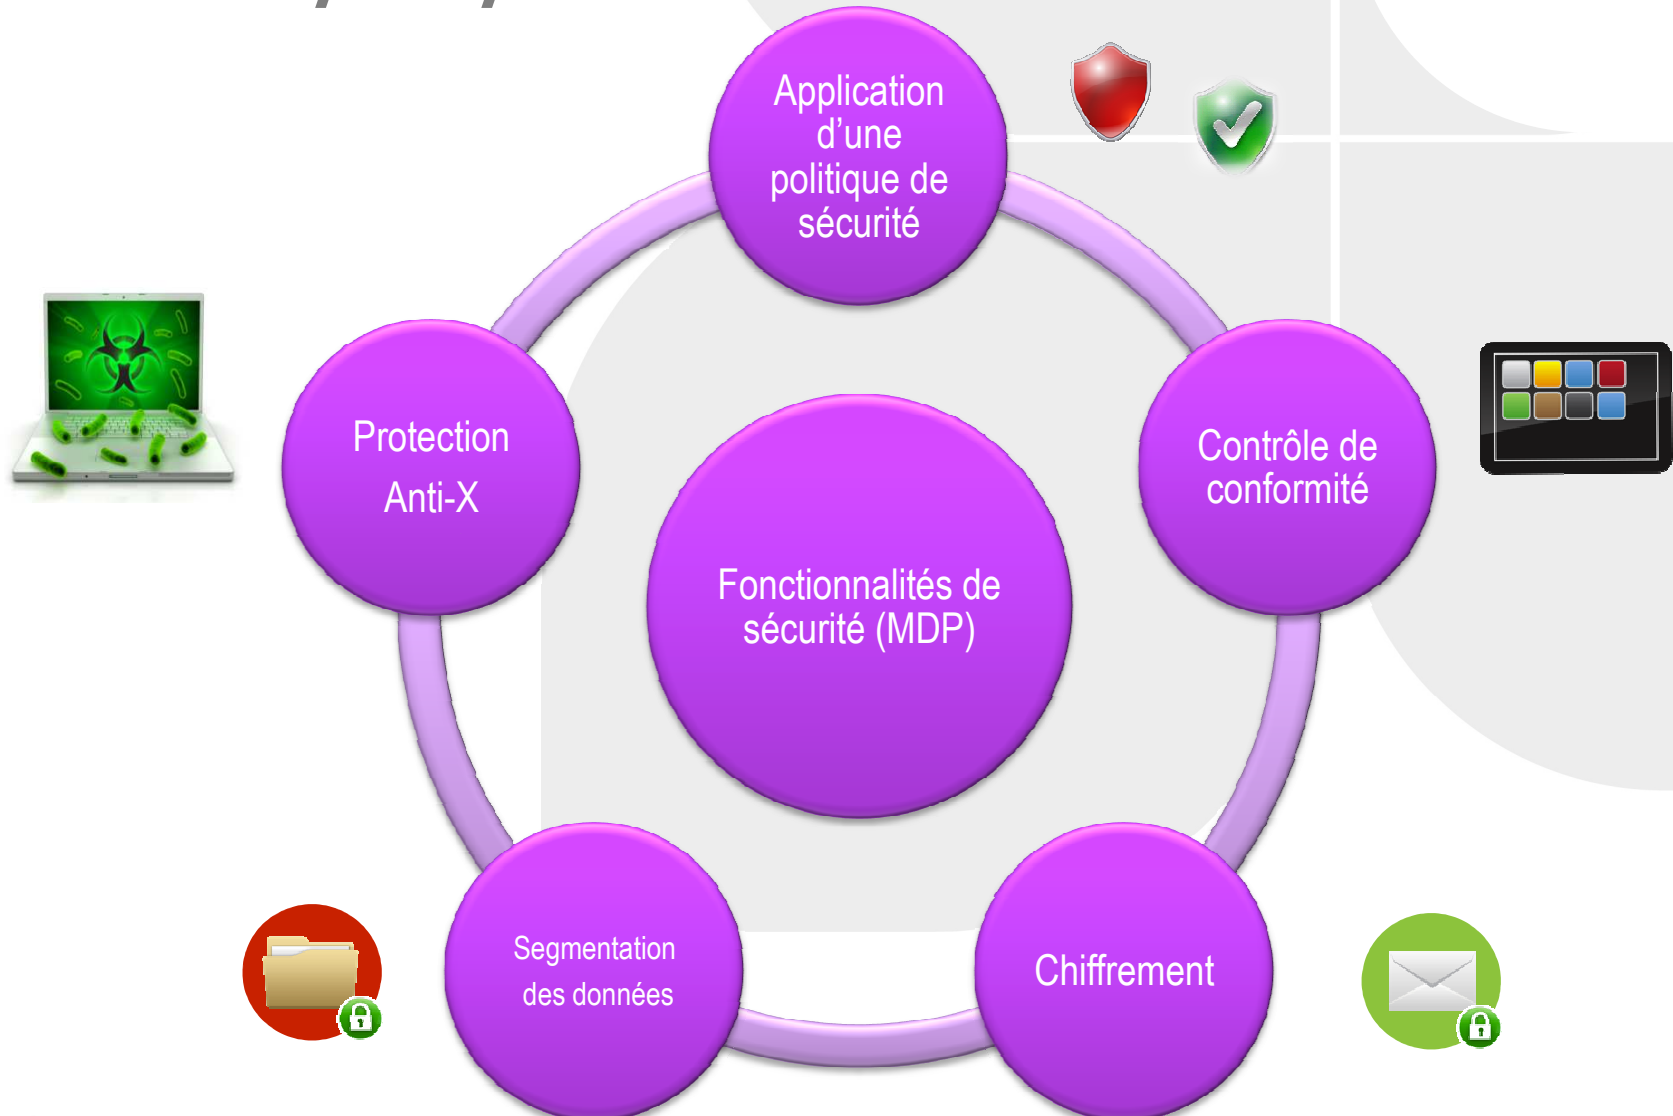 Application
d’une
politique de
sécurité
Protection
Anti-X
Contrôle de
conformité
Fonctionnalités de
sécurité (MDP)
Segmentation
des données
Chiffrement